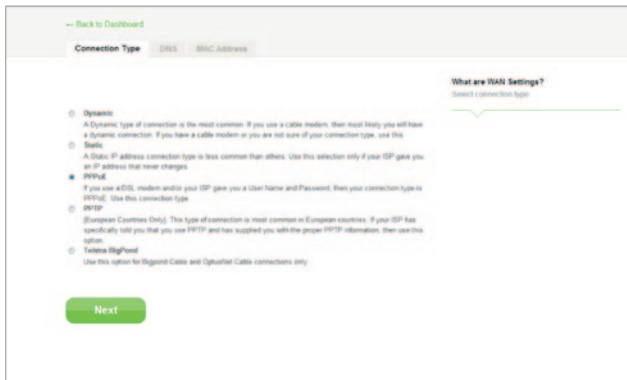 ← Back to Dashboard
Connection Type DNS MAC Address
What are WAN Settings?
Select connection type
Dynamic
A Dynamic type of connection is the most common. If you use a cable modem, then most likely you will have
a dynamic connection. If you have a cable modem or you are not sure of your connection type, use this.
Static
A Static IP address connection type is less common than others. Use this selection only if your ISP gave you
an IP address that never changes.
PPPoE
If you use a DSL modem and/or your ISP gave you a User Name and Password, then your connection type is
PPPoE. Use this connection type.
PPTP
[European Countries Only]. This type of connection is most common in European countries. If your ISP has
specifically told you that you use PPTP and has supplied you with the proper PPTP information, then use this
option.
Telstra BigPond
Use this option for Bigpond Cable and OptusNet Cable connections only.
Next